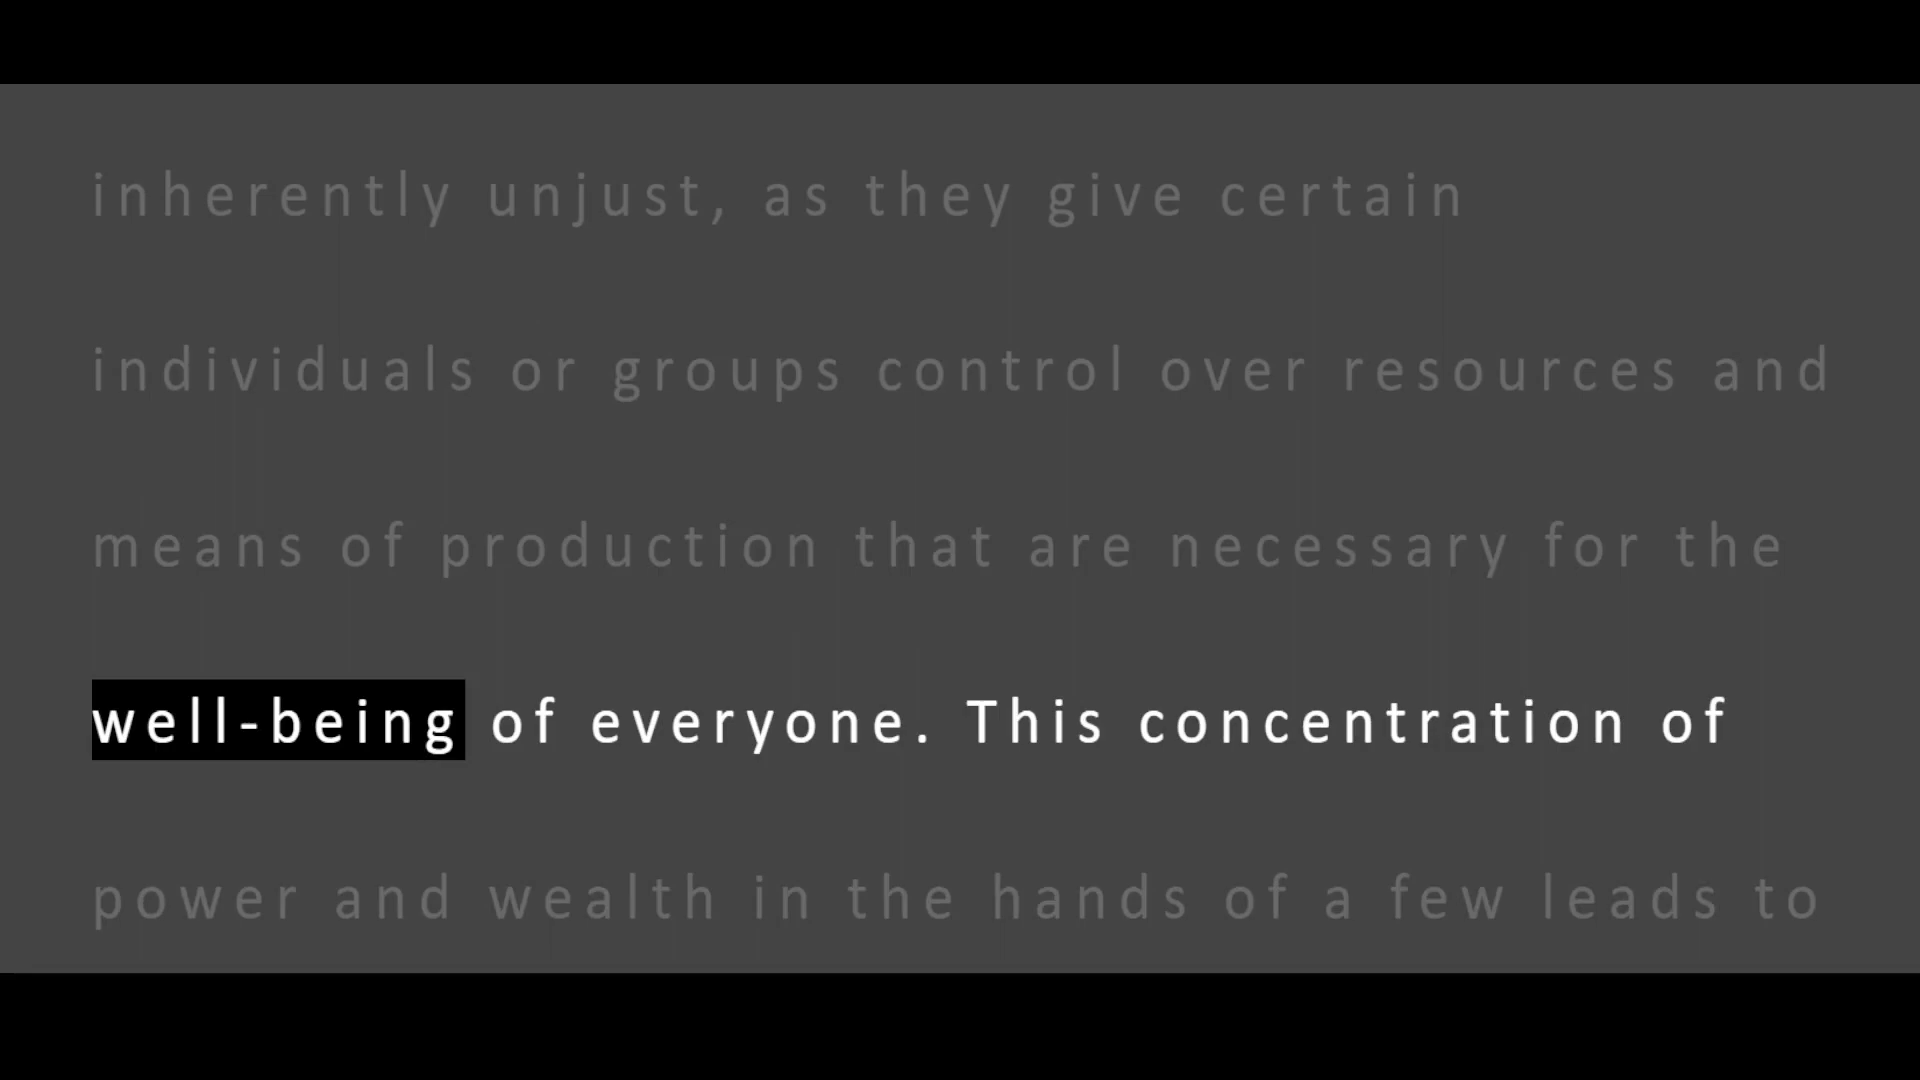 inherently unjust, as they give certain
individuals or groups control over resources and
means of production that are necessary for the
well-being of everyone. This concentration of
power and wealth in the hands of a few leads to